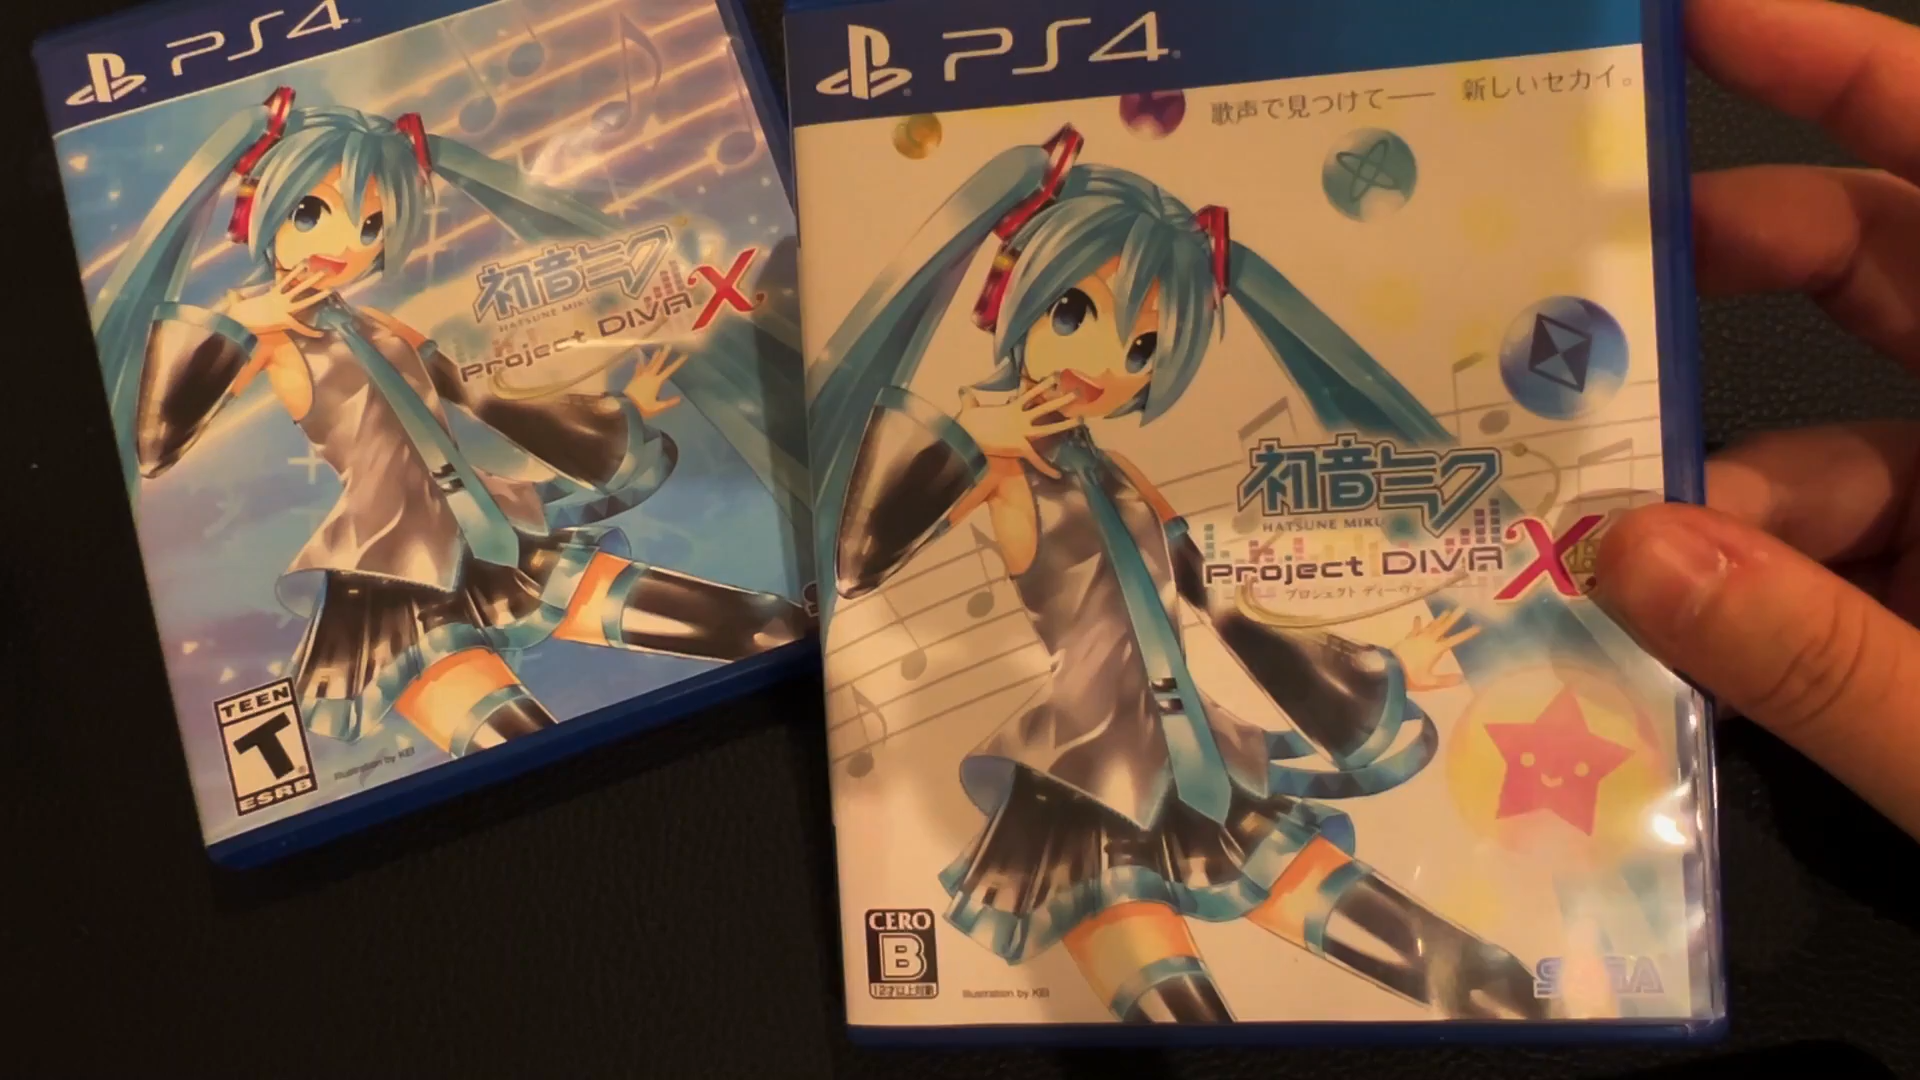 PS4
初音ミク
HATSUNE MIKU
Project DIVA X
TEEN
T
ESRB
Illustration by KEI
PS4
歌声で見つけて── 新しいセカイ。
初音ミク
HATSUNE MIKU
Project DIVA X
プロジェクト ディーヴァ
CERO
B
12才以上対象
Illustration by KEI
SEGA